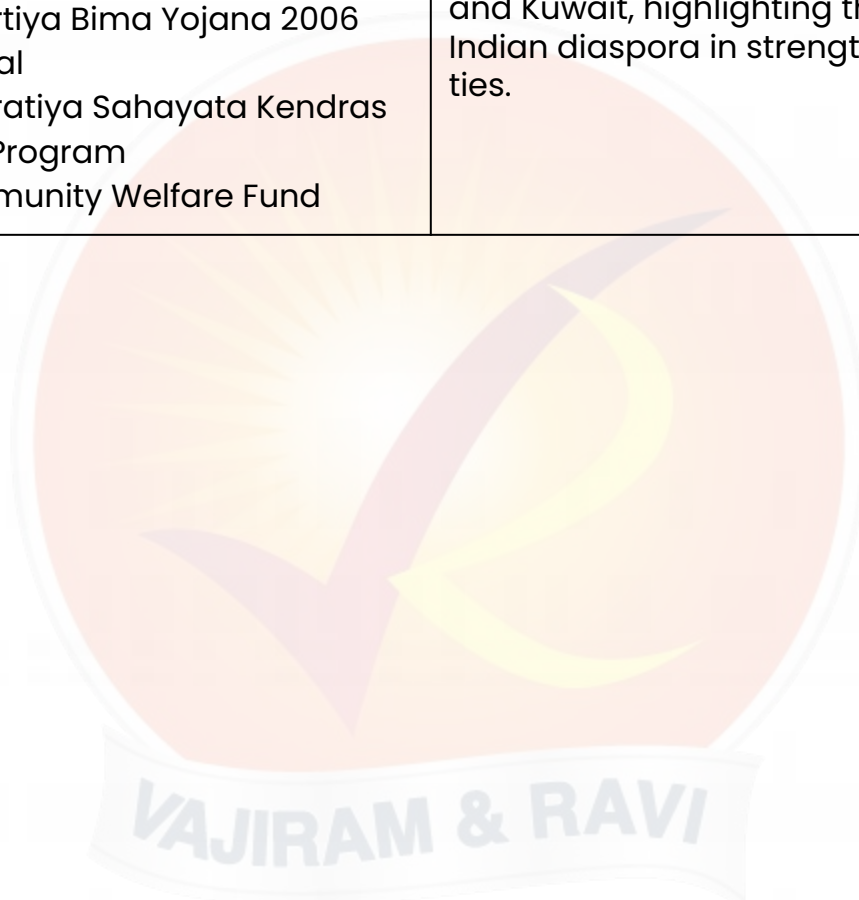 rtiya Bima Yojana 2006
al
ratiya Sahayata Kendras
Program
munity Welfare Fund
and Kuwait, highlighting th
Indian diaspora in strengt
ties.
VAJIRAM & RAVI